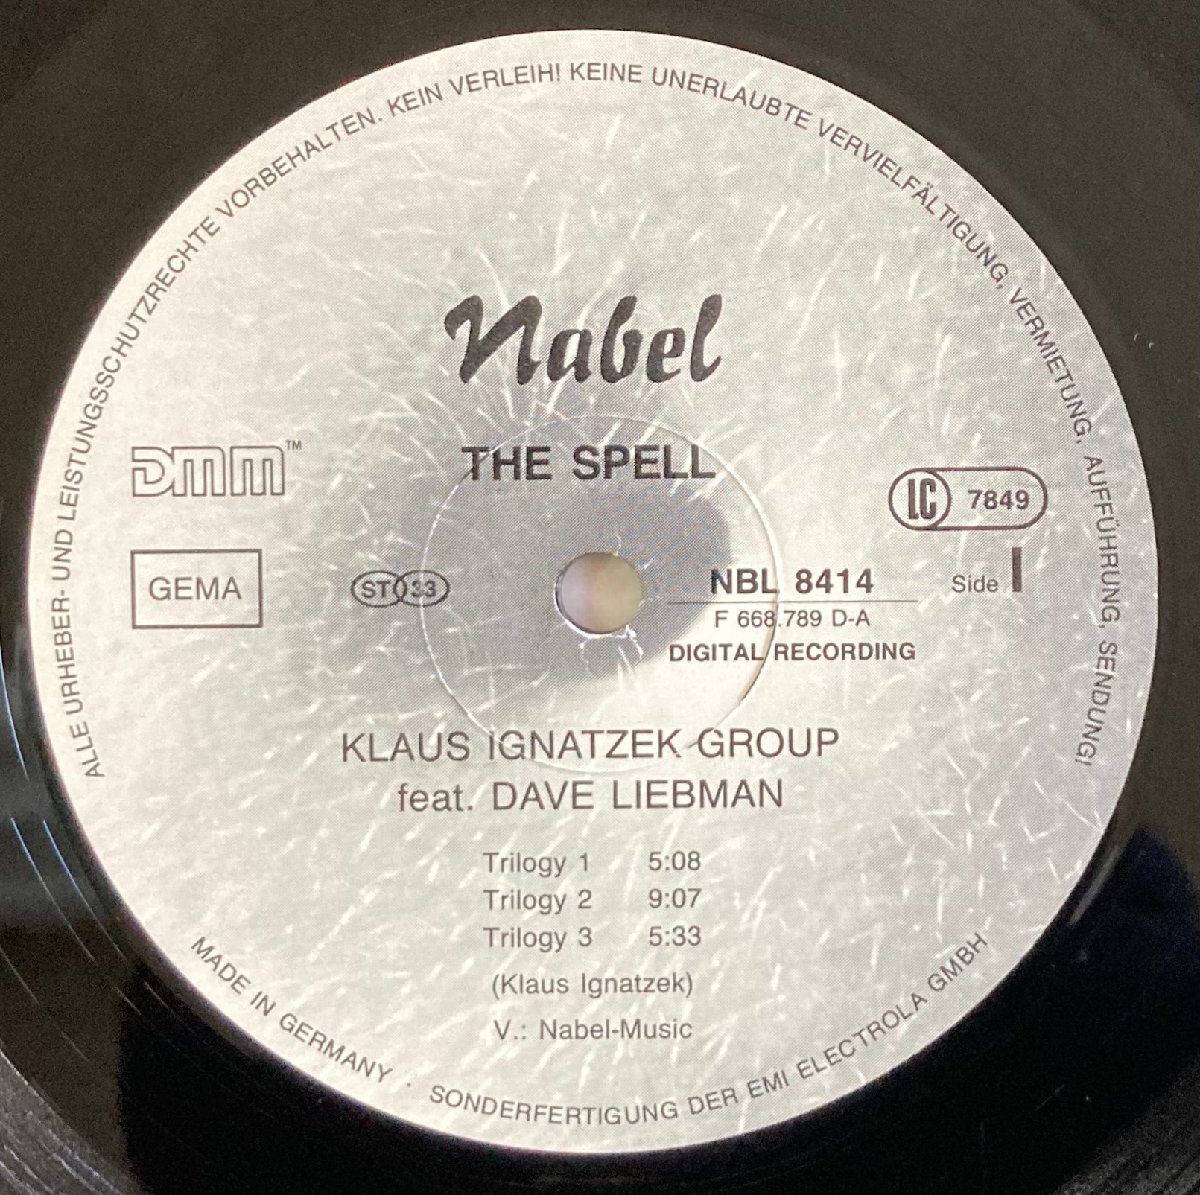 ALLE URHEBER- UND LEISTUNGSSCHUTZRECHTE VORBEHALTEN. KEIN VERLEIH! KEINE UNERLAUBTE VERVIELFÄLTIGUNG, VERMIETUNG, AUFFÜHRUNG, SENDUNG!
Nabel
DMM™
THE SPELL
LC 7849
GEMA
ST 33
NBL 8414
Side I
F 668.789 D-A
DIGITAL RECORDING
KLAUS IGNATZEK GROUP
feat. DAVE LIEBMAN
Trilogy 1 5:08
Trilogy 2 9:07
Trilogy 3 5:33
(Klaus Ignatzek)
V.: Nabel-Music
MADE IN GERMANY · SONDERFERTIGUNG DER EMI ELECTROLA GMBH